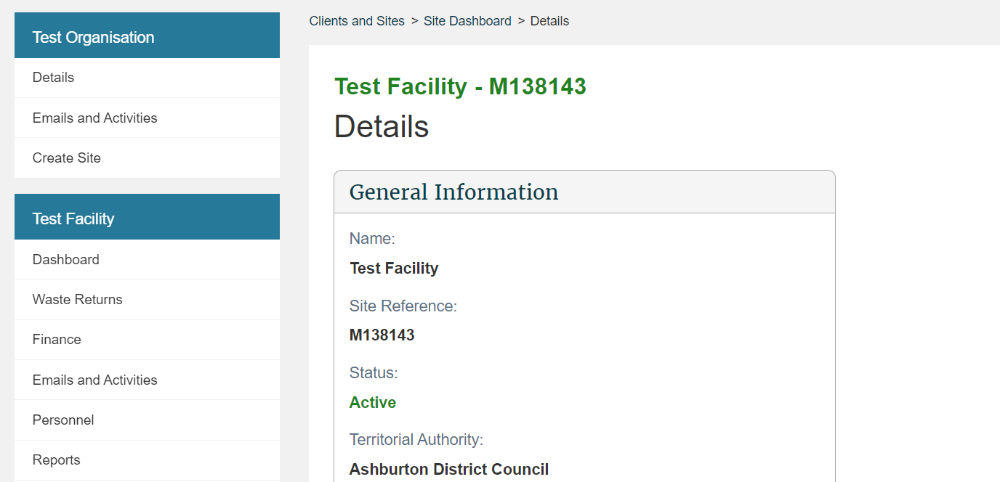 Test Organisation
Details
Emails and Activities
Create Site
Test Facility
Dashboard
Waste Returns
Finance
Emails and Activities
Personnel
Reports
Clients and Sites > Site Dashboard > Details
Test Facility - M138143
Details
General Information
Name:
Test Facility
Site Reference:
M138143
Status:
Active
Territorial Authority:
Ashburton District Council